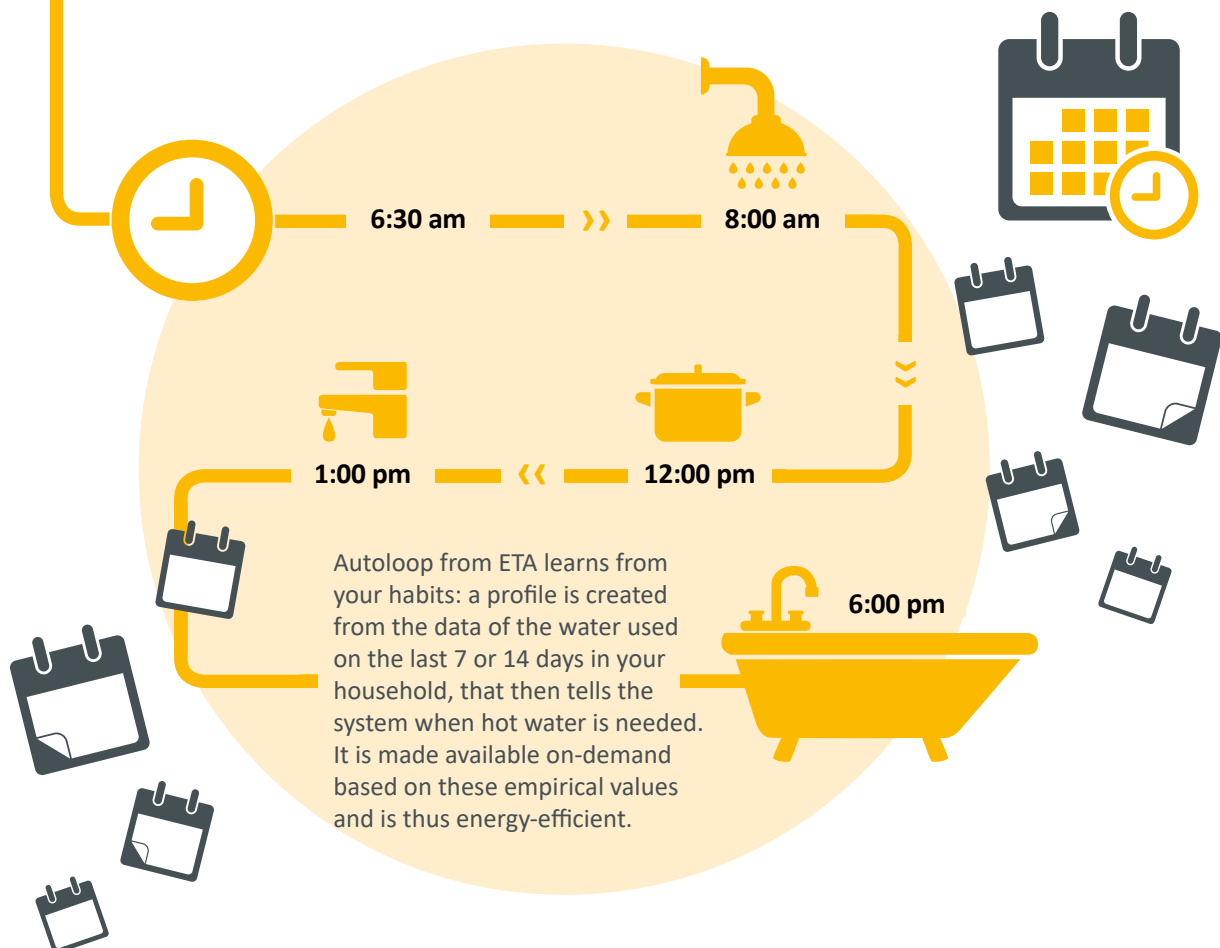 6:30 am
8:00 am
12:00 pm
1:00 pm
Autoloop from ETA learns from
your habits: a profile is created
from the data of the water used
on the last 7 or 14 days in your
household, that then tells the
system when hot water is needed.
It is made available on-demand
based on these empirical values
and is thus energy-efficient.
6:00 pm